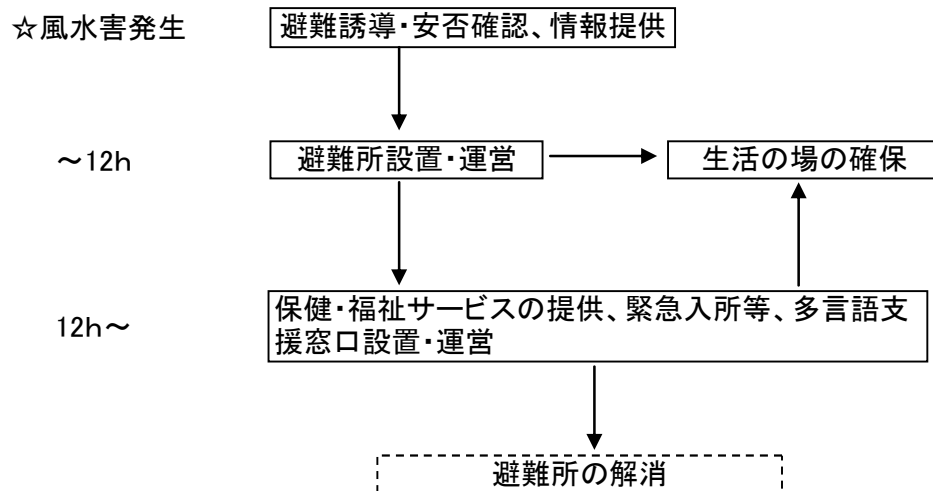 ☆風水害発生
避難誘導・安否確認、情報提供
～12h
避難所設置・運営
生活の場の確保
12h～
保健・福祉サービスの提供、緊急入所等、多言語支
援窓口設置・運営
避難所の解消